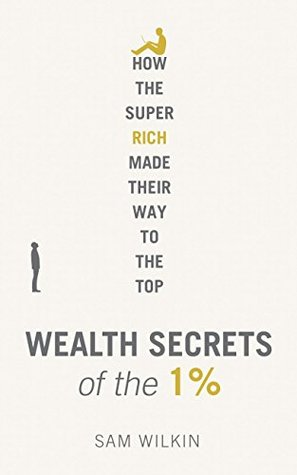 HOW
THE
SUPER
RICH
MADE
THEIR
WAY
TO
THE
TOP
WEALTH SECRETS
of the 1%
SAM WILKIN